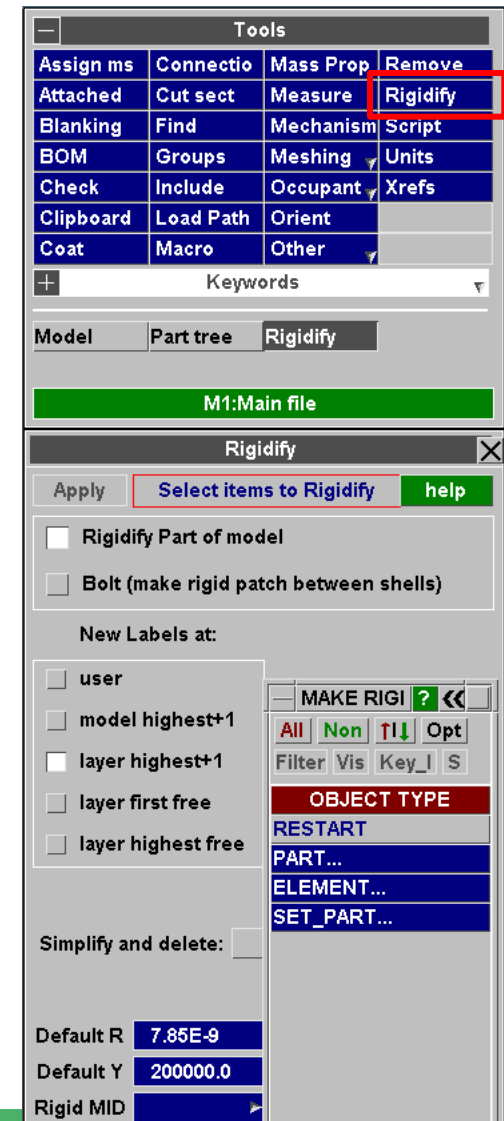 Tools
Assign ms Connectio Mass Prop Remove
Attached Cut sect Measure Rigidify
Blanking Find Mechanism Script
BOM Groups Meshing Units
Check Include Occupant Xrefs
Clipboard Load Path Orient
Coat Macro Other
Keywords
Model Part tree Rigidify
M1:Main file
Rigidify X
Apply Select items to Rigidify help
Rigidify Part of model
Bolt (make rigid patch between shells)
New Labels at:
user
model highest+1
layer highest+1
layer first free
layer highest free
MAKE RIGI ?
All Non Opt
Filter Vis Key_I S
OBJECT TYPE
RESTART
PART...
ELEMENT...
SET_PART...
Simplify and delete:
Default R 7.85E-9
Default Y 200000.0
Rigid MID